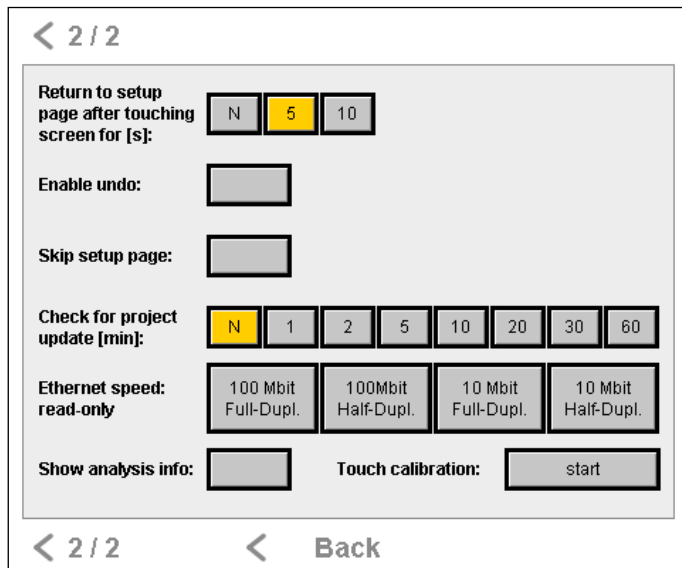 2 / 2
Return to setup
page after touching
screen for [s]:
N 5 10
Enable undo:
Skip setup page:
Check for project
update [min]:
N 1 2 5 10 20 30 60
Ethernet speed:
read-only
100 Mbit
Full-Dupl.
100Mbit
Half-Dupl.
10 Mbit
Full-Dupl.
10 Mbit
Half-Dupl.
Show analysis info:
Touch calibration:
start
2 / 2
Back